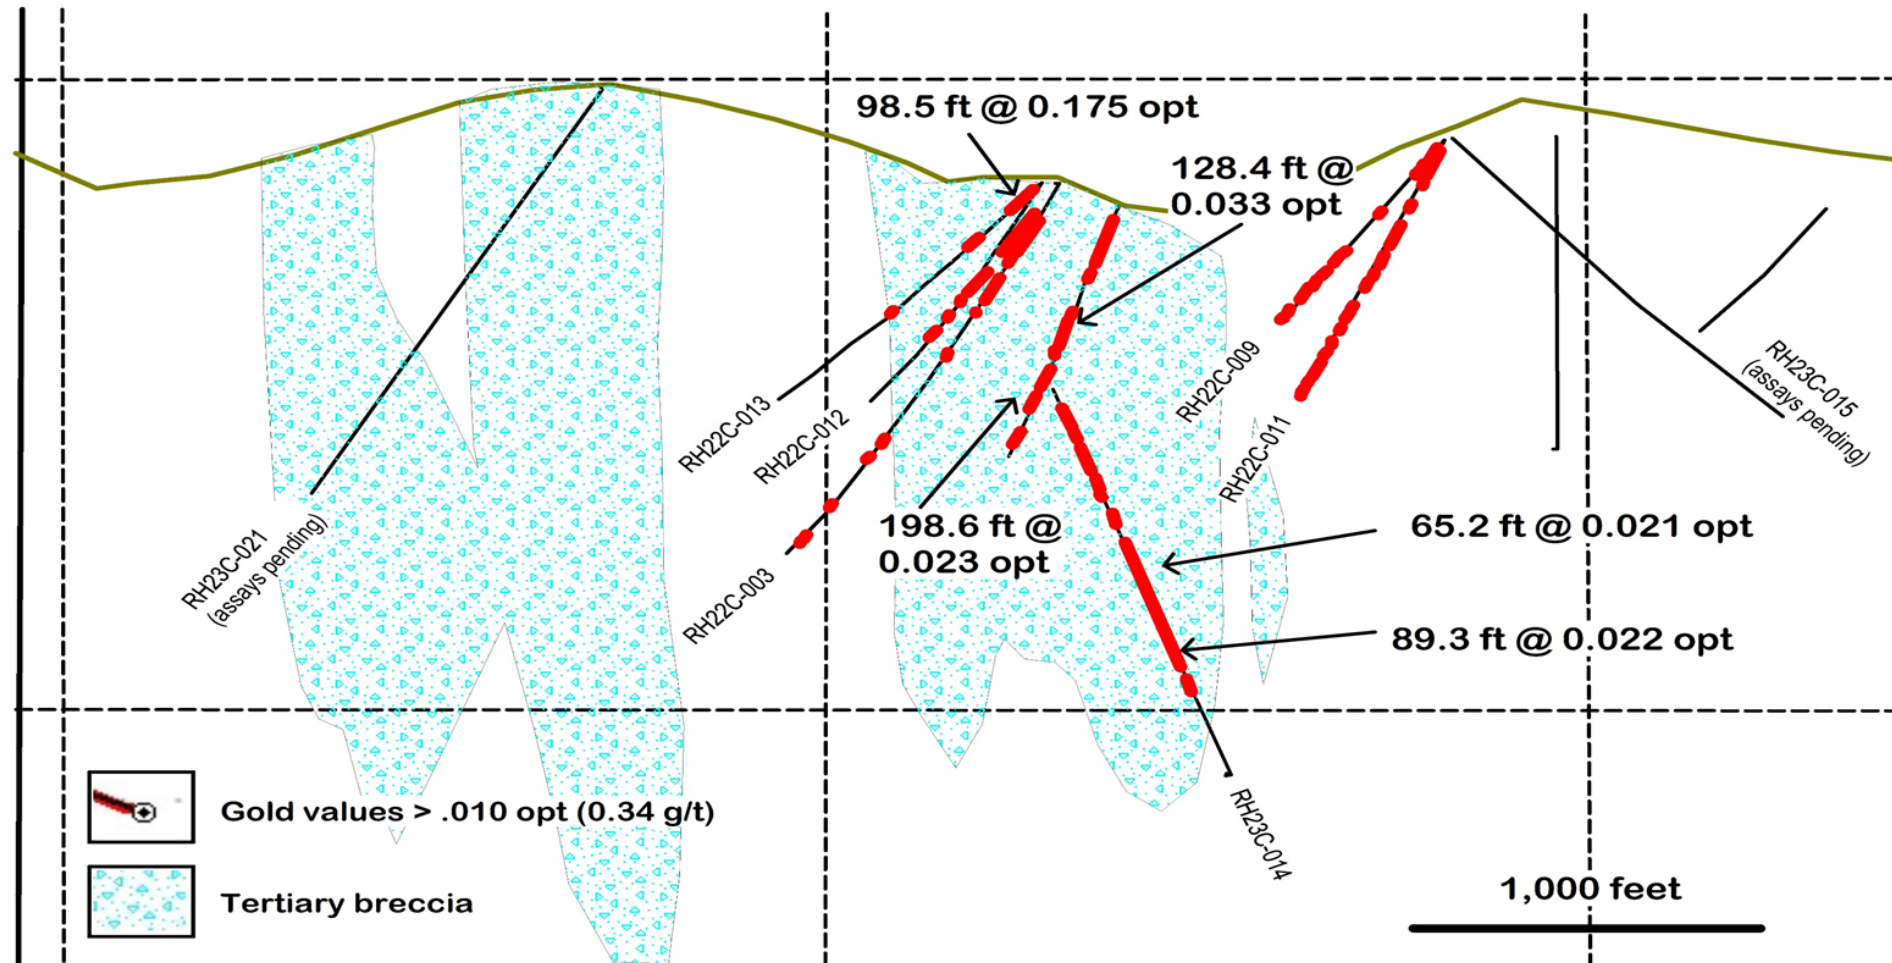 98.5 ft @ 0.175 opt
128.4 ft @
0.033 opt
RH22C-013
RH22C-012
RH22C-003
RH22C-009
RH22C-011
RH23C-015
(assays pending)
RH23C-021
(assays pending)
198.6 ft @
0.023 opt
65.2 ft @ 0.021 opt
89.3 ft @ 0.022 opt
RH23C-014
Gold values > .010 opt (0.34 g/t)
Tertiary breccia
1,000 feet